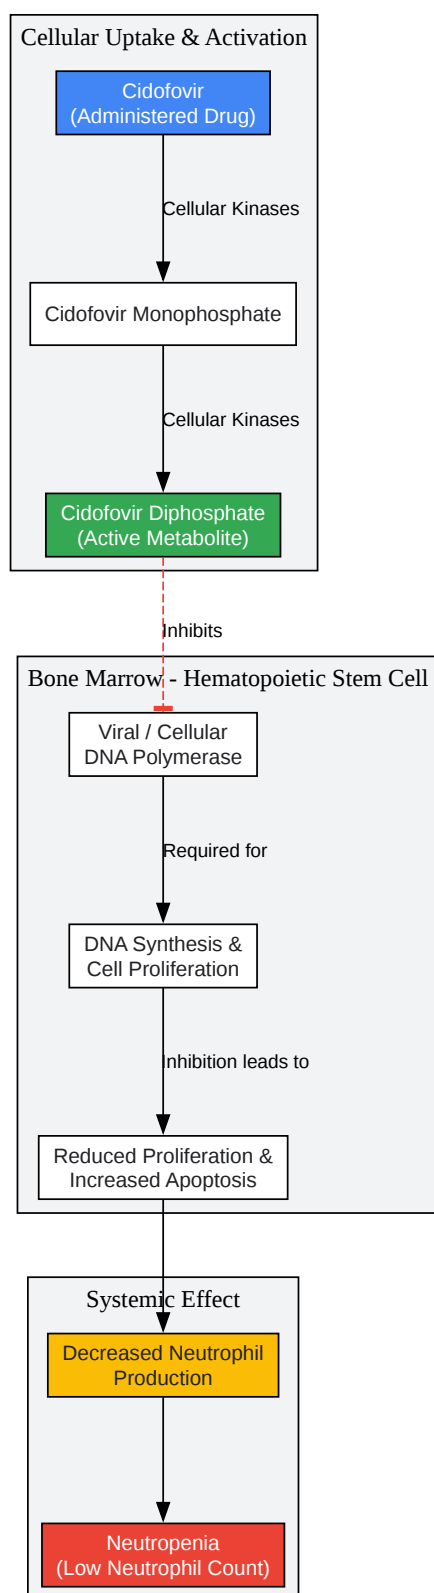 Cellular Uptake & Activation
Cidofovir
(Administered Drug)
Cellular Kinases
Cidofovir Monophosphate
Cellular Kinases
Cidofovir Diphosphate
(Active Metabolite)
Inhibits
Bone Marrow - Hematopoietic Stem Cell
Viral / Cellular
DNA Polymerase
Required for
DNA Synthesis &
Cell Proliferation
Inhibition leads to
Reduced Proliferation &
Increased Apoptosis
Systemic Effect
Decreased Neutrophil
Production
Neutropenia
(Low Neutrophil Count)